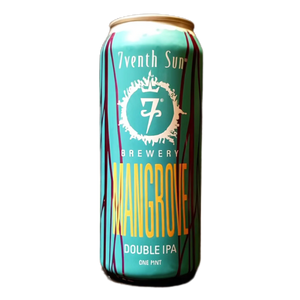 7venth Sun
7
BREWERY
MANGROVE
DOUBLE IPA
ONE PINT